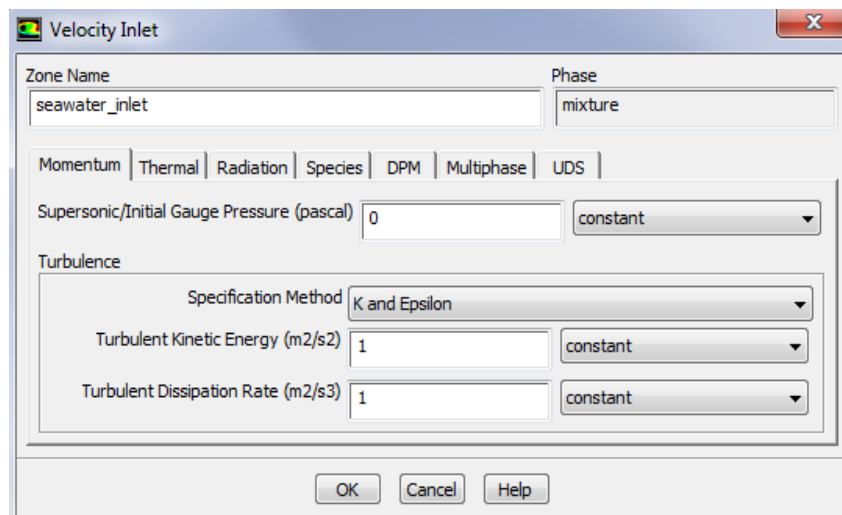 Velocity Inlet
X
Zone Name Phase
seawater_inlet mixture
Momentum Thermal Radiation Species DPM Multiphase UDS
Supersonic/Initial Gauge Pressure (pascal) 0 constant
Turbulence
Specification Method K and Epsilon
Turbulent Kinetic Energy (m2/s2) 1 constant
Turbulent Dissipation Rate (m2/s3) 1 constant
OK Cancel Help